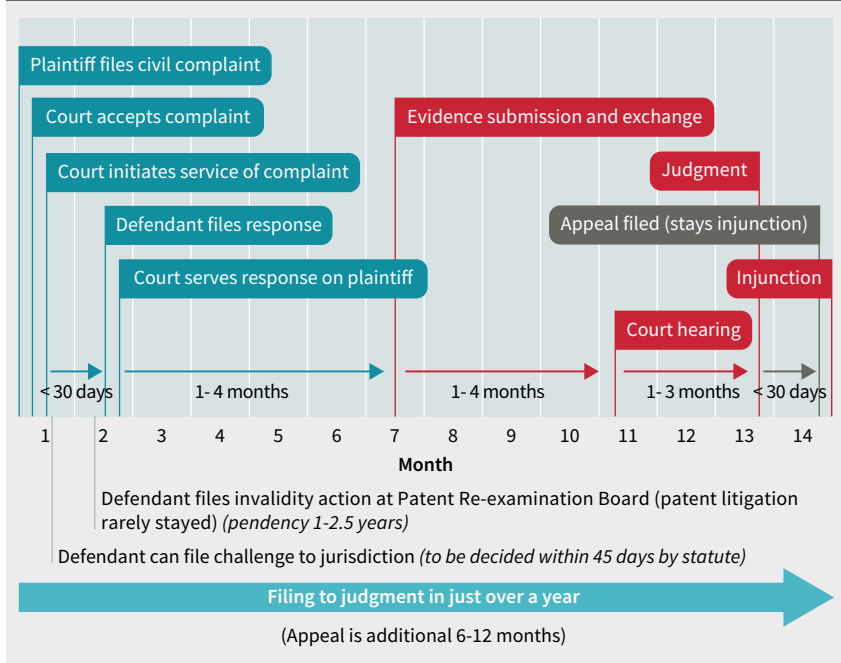 Plaintiff files civil complaint
Court accepts complaint
Evidence submission and exchange
Court initiates service of complaint
Judgment
Defendant files response
Appeal filed (stays injunction)
Court serves response on plaintiff
Injunction
Court hearing
< 30 days
1- 4 months
1- 4 months
1- 3 months
< 30 days
1 2 3 4 5 6 7 8 9 10 11 12 13 14
Month
Defendant files invalidity action at Patent Re-examination Board (patent litigation
rarely stayed) (pendency 1-2.5 years)
Defendant can file challenge to jurisdiction (to be decided within 45 days by statute)
Filing to judgment in just over a year
(Appeal is additional 6-12 months)